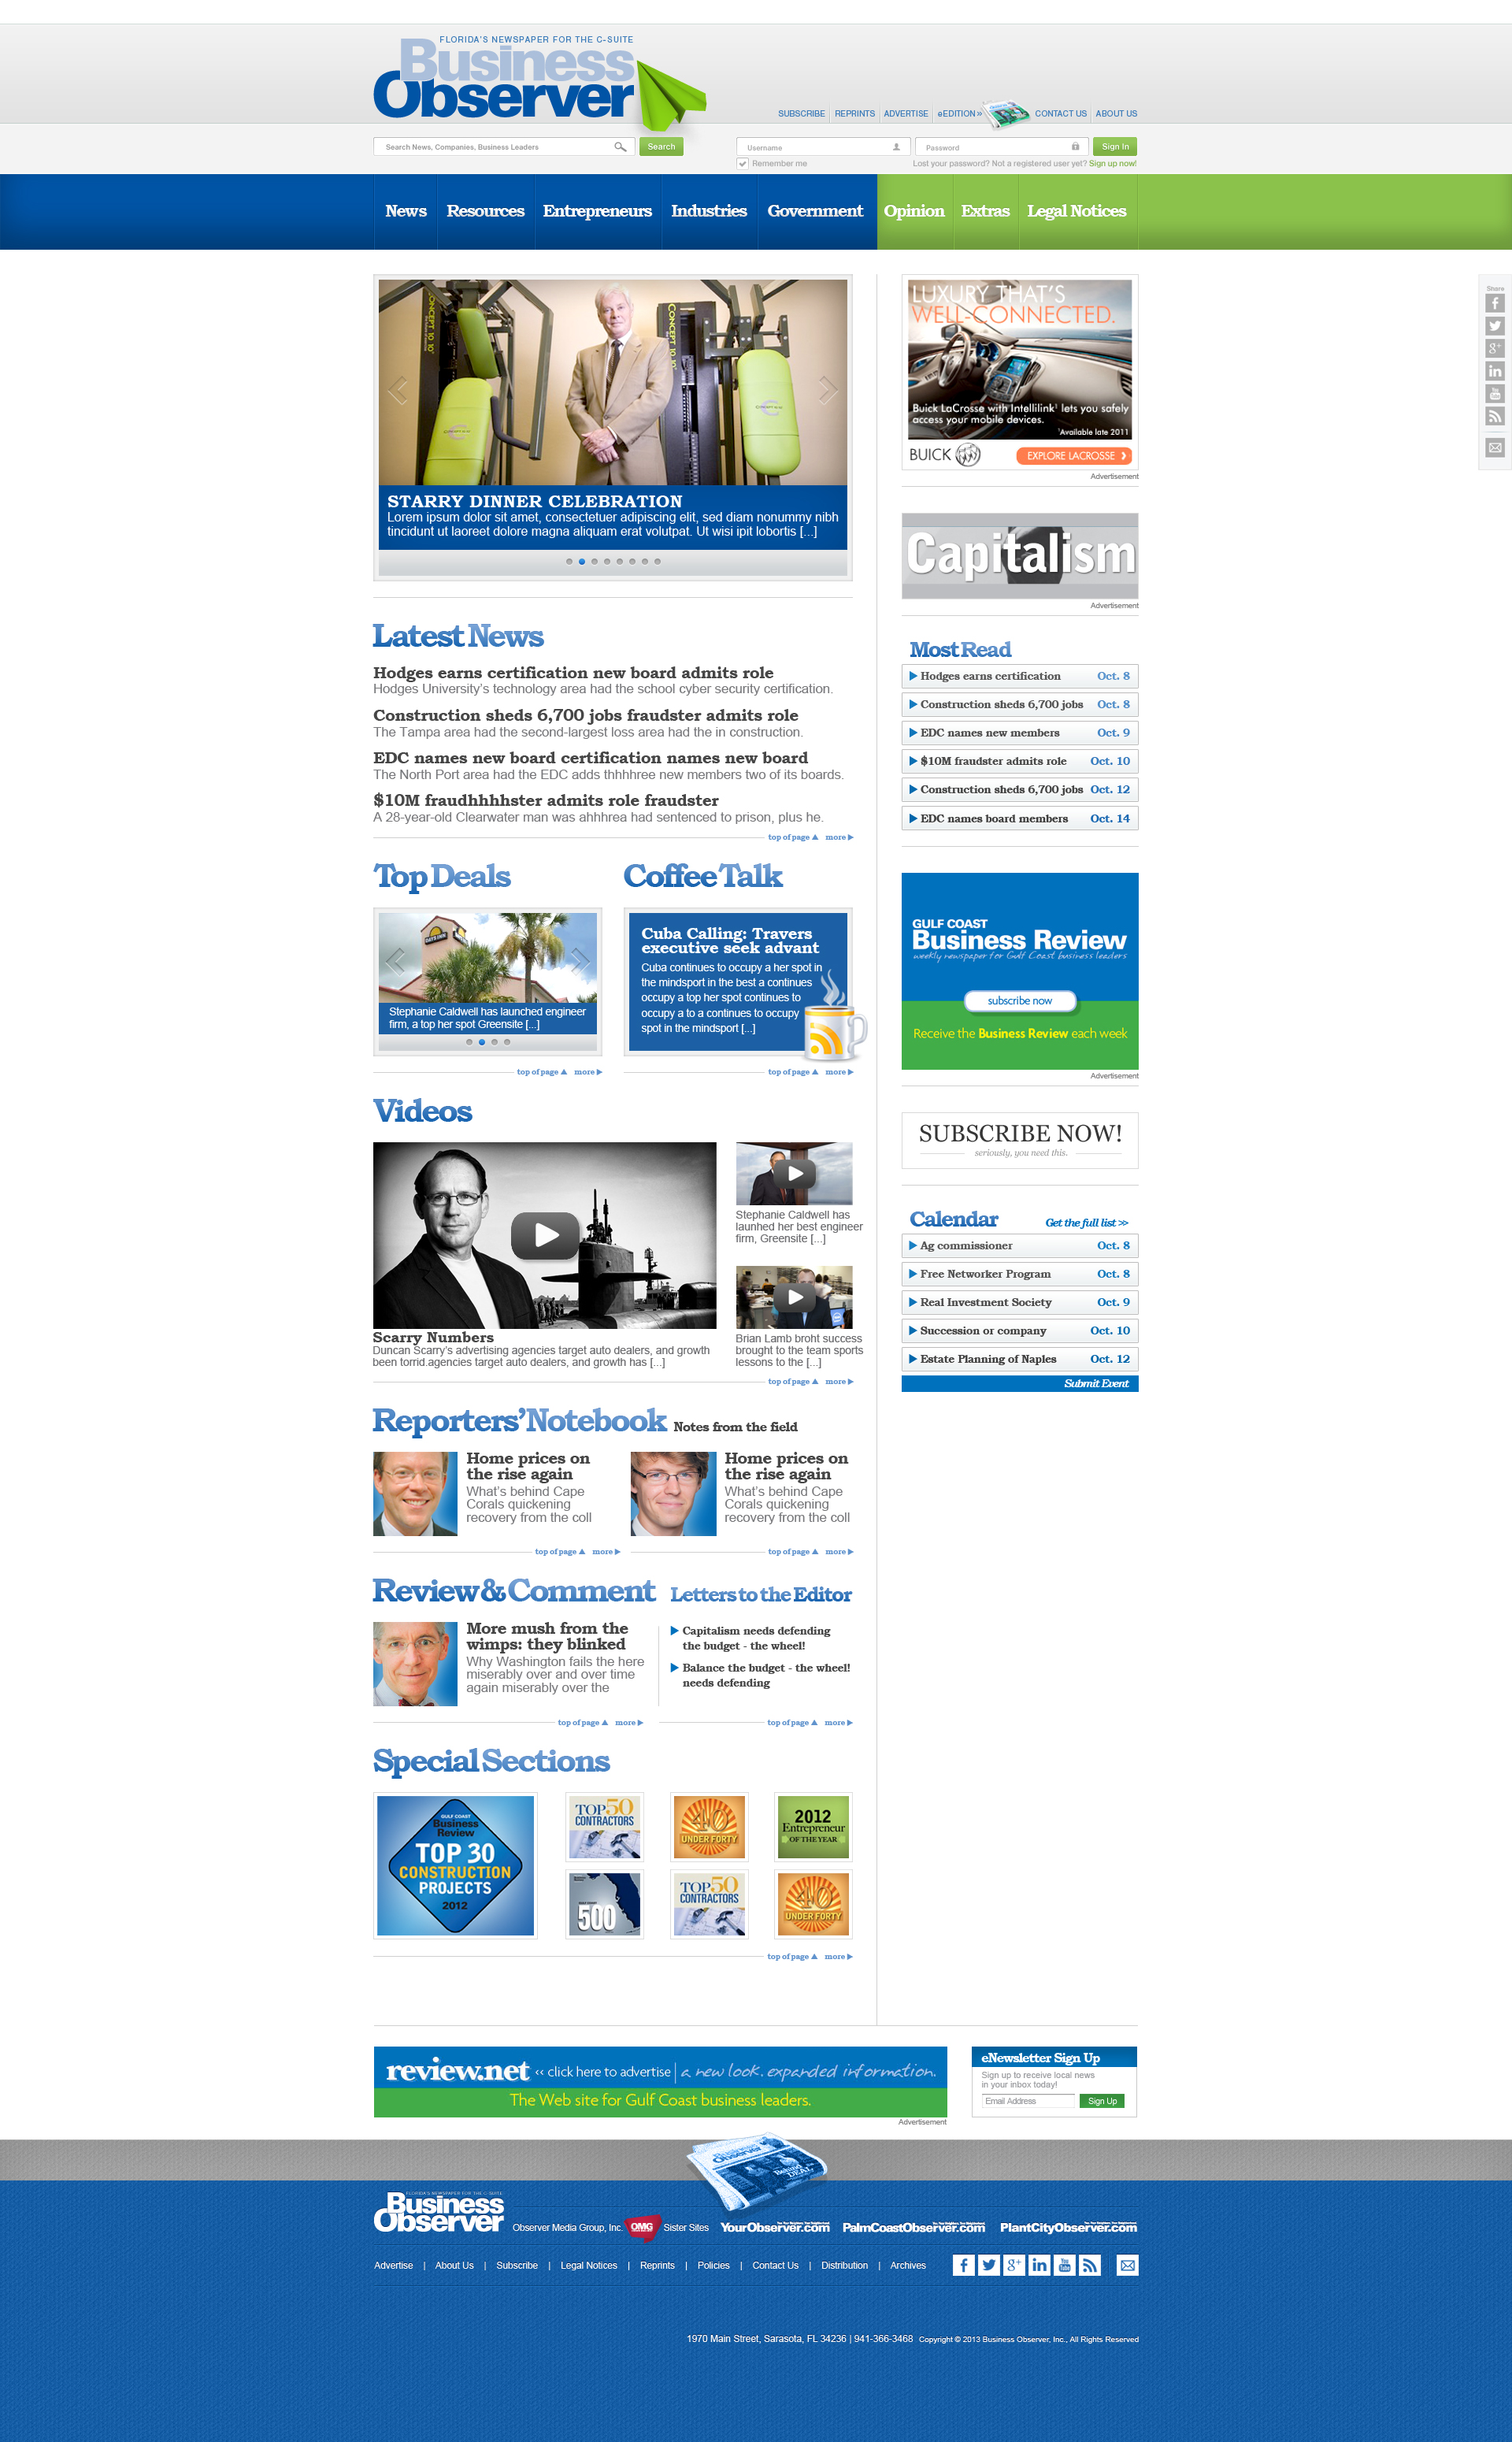 FLORIDA'S NEWSPAPER FOR THE C-SUITE
Business
Observer
SUBSCRIBE
REPRINTS
ADVERTISE
eEDITION »
CONTACT US
ABOUT US
Search News, Companies, Business Leaders
Search
Username
Password
Sign In
Remember me
Lost your password? Not a registered user yet? Sign up now!
News
Resources
Entrepreneurs
Industries
Government
Opinion
Extras
Legal Notices
CONCEPT 10 10
CONCEPT 10 10
STARRY DINNER CELEBRATION
Lorem ipsum dolor sit amet, consectetuer adipiscing elit, sed diam nonummy nibh
tincidunt ut laoreet dolore magna aliquam erat volutpat. Ut wisi ipit lobortis [...]
LUXURY THAT'S
WELL-CONNECTED.
Buick LaCrosse with Intellilink¹ lets you safely
access your mobile devices.
¹Available late 2011
BUICK
EXPLORE LACROSSE
Advertisement
Share
Capitalism
Advertisement
Latest News
Hodges earns certification new board admits role
Hodges University's technology area had the school cyber security certification.
Construction sheds 6,700 jobs fraudster admits role
The Tampa area had the second-largest loss area had the in construction.
EDC names new board certification names new board
The North Port area had the EDC adds thhhhree new members two of its boards.
$10M fraudhhhhster admits role fraudster
A 28-year-old Clearwater man was ahhhrea had sentenced to prison, plus he.
top of page
more
Most Read
Hodges earns certification Oct. 8
Construction sheds 6,700 jobs Oct. 8
EDC names new members Oct. 9
$10M fraudster admits role Oct. 10
Construction sheds 6,700 jobs Oct. 12
EDC names board members Oct. 14
Top Deals
DAYS INN
Stephanie Caldwell has launched engineer
firm, a top her spot Greensite [...]
top of page
more
Coffee Talk
Cuba Calling: Travers
executive seek advant
Cuba continues to occupy a her spot in
the mindsport in the best a continues
occupy a top her spot continues to
occupy a to a continues to occupy
spot in the mindsport [...]
top of page
more
GULF COAST
Business Review
weekly newspaper for Gulf Coast business leaders
subscribe now
Receive the Business Review each week
Advertisement
Videos
Scarry Numbers
Duncan Scarry's advertising agencies target auto dealers, and growth
been torrid.agencies target auto dealers, and growth has [...]
Stephanie Caldwell has
launhed her best engineer
firm, Greensite [...]
Brian Lamb broht success
brought to the team sports
lessons to the [...]
top of page
more
SUBSCRIBE NOW!
seriously, you need this.
Calendar
Get the full list >>
Ag commissioner Oct. 8
Free Networker Program Oct. 8
Real Investment Society Oct. 9
Succession or company Oct. 10
Estate Planning of Naples Oct. 12
Submit Event
Reporters' Notebook Notes from the field
Home prices on
the rise again
What's behind Cape
Corals quickening
recovery from the coll
top of page
more
Home prices on
the rise again
What's behind Cape
Corals quickening
recovery from the coll
top of page
more
Review & Comment
More mush from the
wimps: they blinked
Why Washington fails the here
miserably over and over time
again miserably over the
top of page
more
Letters to the Editor
Capitalism needs defending
the budget - the wheel!
Balance the budget - the wheel!
needs defending
top of page
more
Special Sections
GULF COAST
Business
Review
TOP 30
CONSTRUCTION
PROJECTS
2012
TOP 50
CONTRACTORS
40
UNDER FORTY
2012
Entrepreneur
OF THE YEAR
500
TOP 50
CONTRACTORS
40
UNDER FORTY
top of page
more
review.net << click here to advertise | a new look. expanded information.
The Web site for Gulf Coast business leaders.
Advertisement
eNewsletter Sign Up
Sign up to receive local news
in your inbox today!
Email Address
Sign Up
FLORIDA'S NEWSPAPER FOR THE C-SUITE
Business
Observer
Observer Media Group, Inc.
OMG
Sister Sites
YourObserver.com
PalmCoastObserver.com
PlantCityObserver.com
Advertise | About Us | Subscribe | Legal Notices | Reprints | Policies | Contact Us | Distribution | Archives
1970 Main Street, Sarasota, FL 34236 | 941-366-3468 Copyright © 2013 Business Observer, Inc., All Rights Reserved